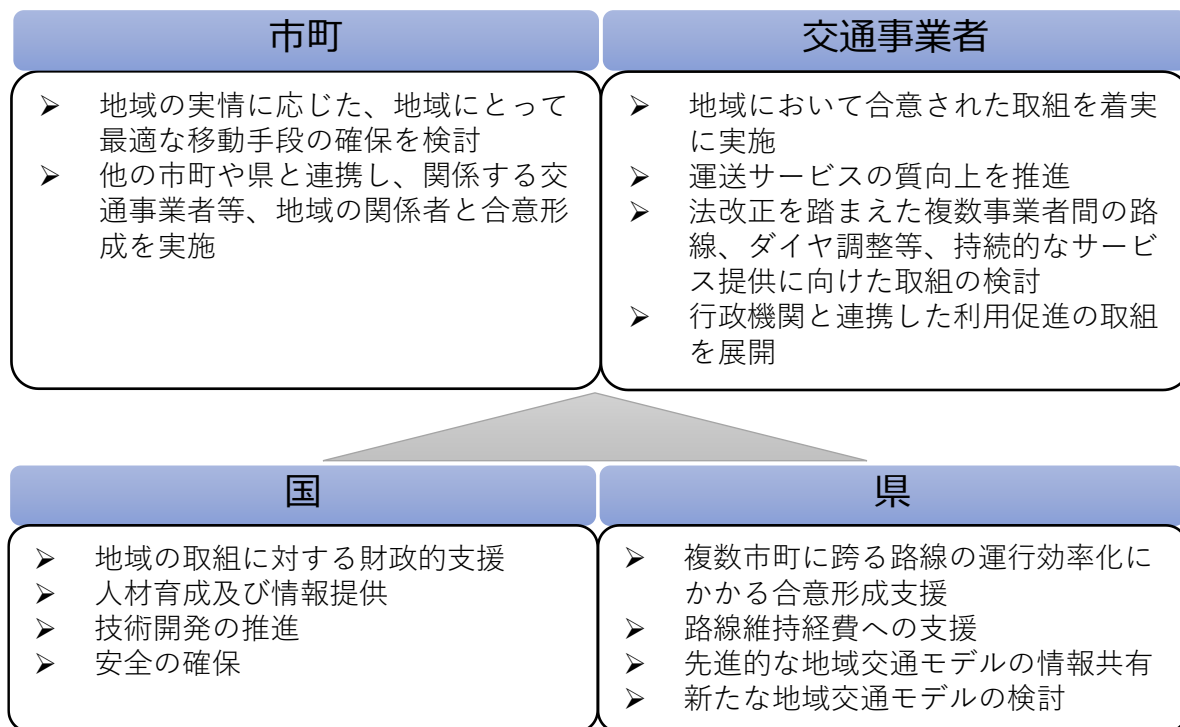 市町
➢ 地域の実情に応じた、地域にとって
最適な移動手段の確保を検討
➢ 他の市町や県と連携し、関係する交
通事業者等、地域の関係者と合意形
成を実施
交通事業者
➢ 地域において合意された取組を着実
に実施
➢ 運送サービスの質向上を推進
➢ 法改正を踏まえた複数事業者間の路
線、ダイヤ調整等、持続的なサービ
ス提供に向けた取組の検討
➢ 行政機関と連携した利用促進の取組
を展開
国
➢ 地域の取組に対する財政的支援
➢ 人材育成及び情報提供
➢ 技術開発の推進
➢ 安全の確保
県
➢ 複数市町に跨る路線の運行効率化に
かかる合意形成支援
➢ 路線維持経費への支援
➢ 先進的な地域交通モデルの情報共有
➢ 新たな地域交通モデルの検討